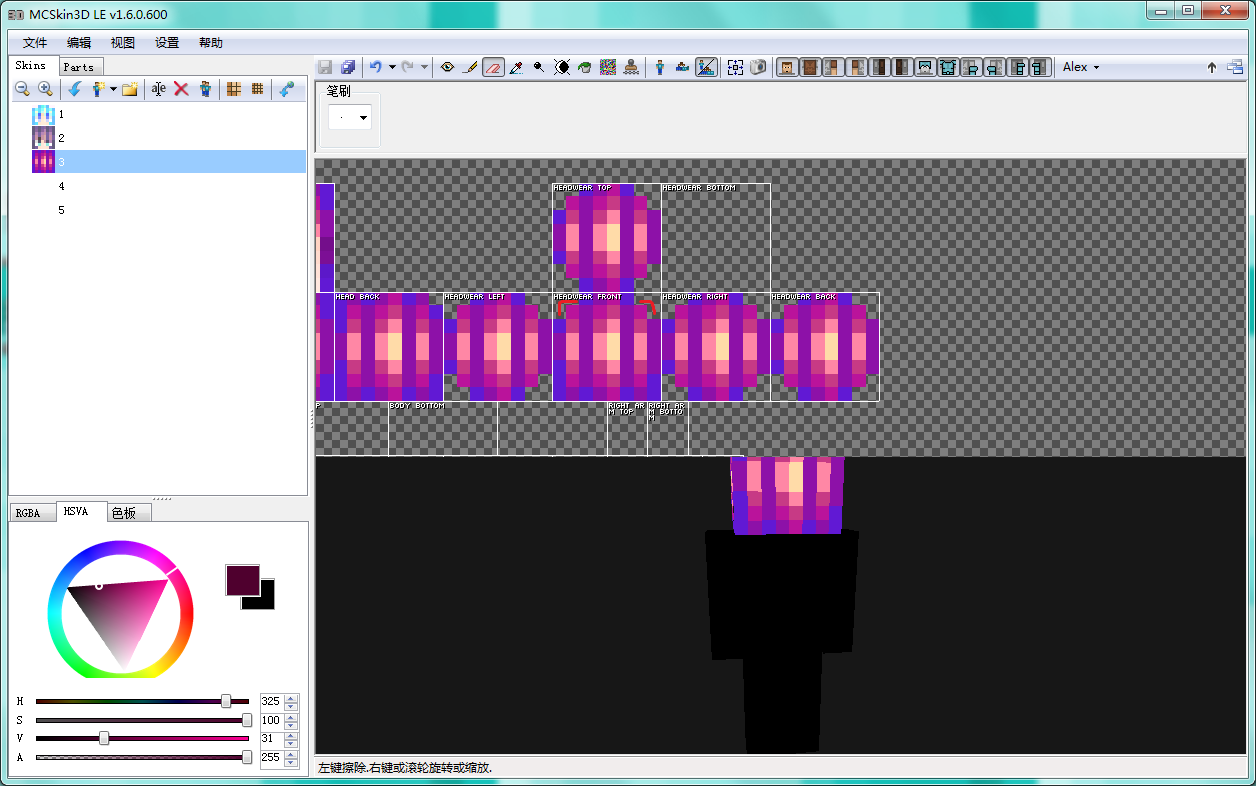 MCSkin3D LE v1.6.0.600
文件 编辑 视图 设置 帮助
Skins Parts
Alex
笔刷
1
2
3
4
5
HEADWEAR TOP HEADWEAR BOTTOM
HEAD BACK HEADWEAR LEFT HEADWEAR FRONT HEADWEAR RIGHT HEADWEAR BACK
P BODY BOTTOM RIGHT AR
M TOP RIGHT AR
M BOTTO
M
RGBA HSVA 色板
H 325
S 100
V 31
A 255
左键擦除.右键或滚轮旋转或缩放.